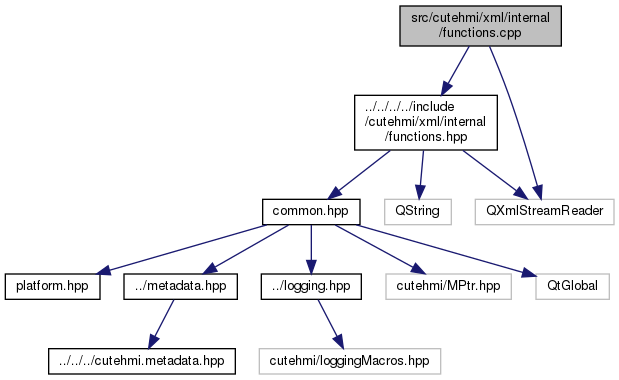 src/cutehmi/xml/internal
/functions.cpp
../../../../include
/cutehmi/xml/internal
/functions.hpp
common.hpp
QString
QXmlStreamReader
platform.hpp
../metadata.hpp
../logging.hpp
cutehmi/MPtr.hpp
QtGlobal
../../../cutehmi.metadata.hpp
cutehmi/loggingMacros.hpp